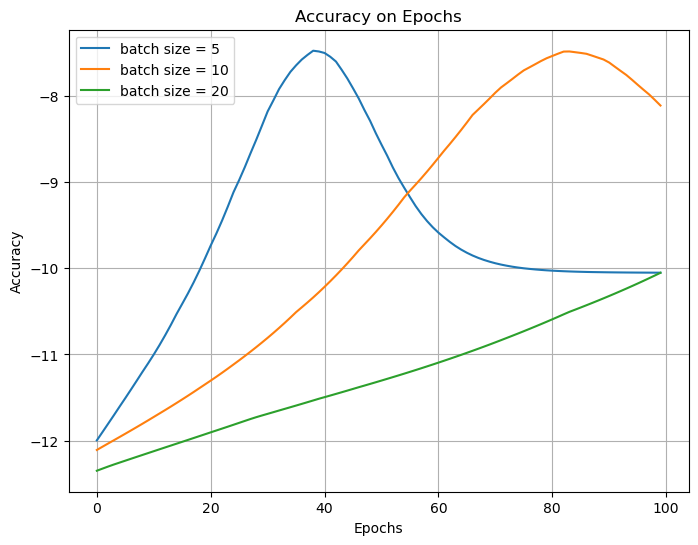 Accuracy on Epochs
batch size = 5
batch size = 10
batch size = 20
Accuracy
−8
−9
−10
−11
−12
0 20 40 60 80 100
Epochs